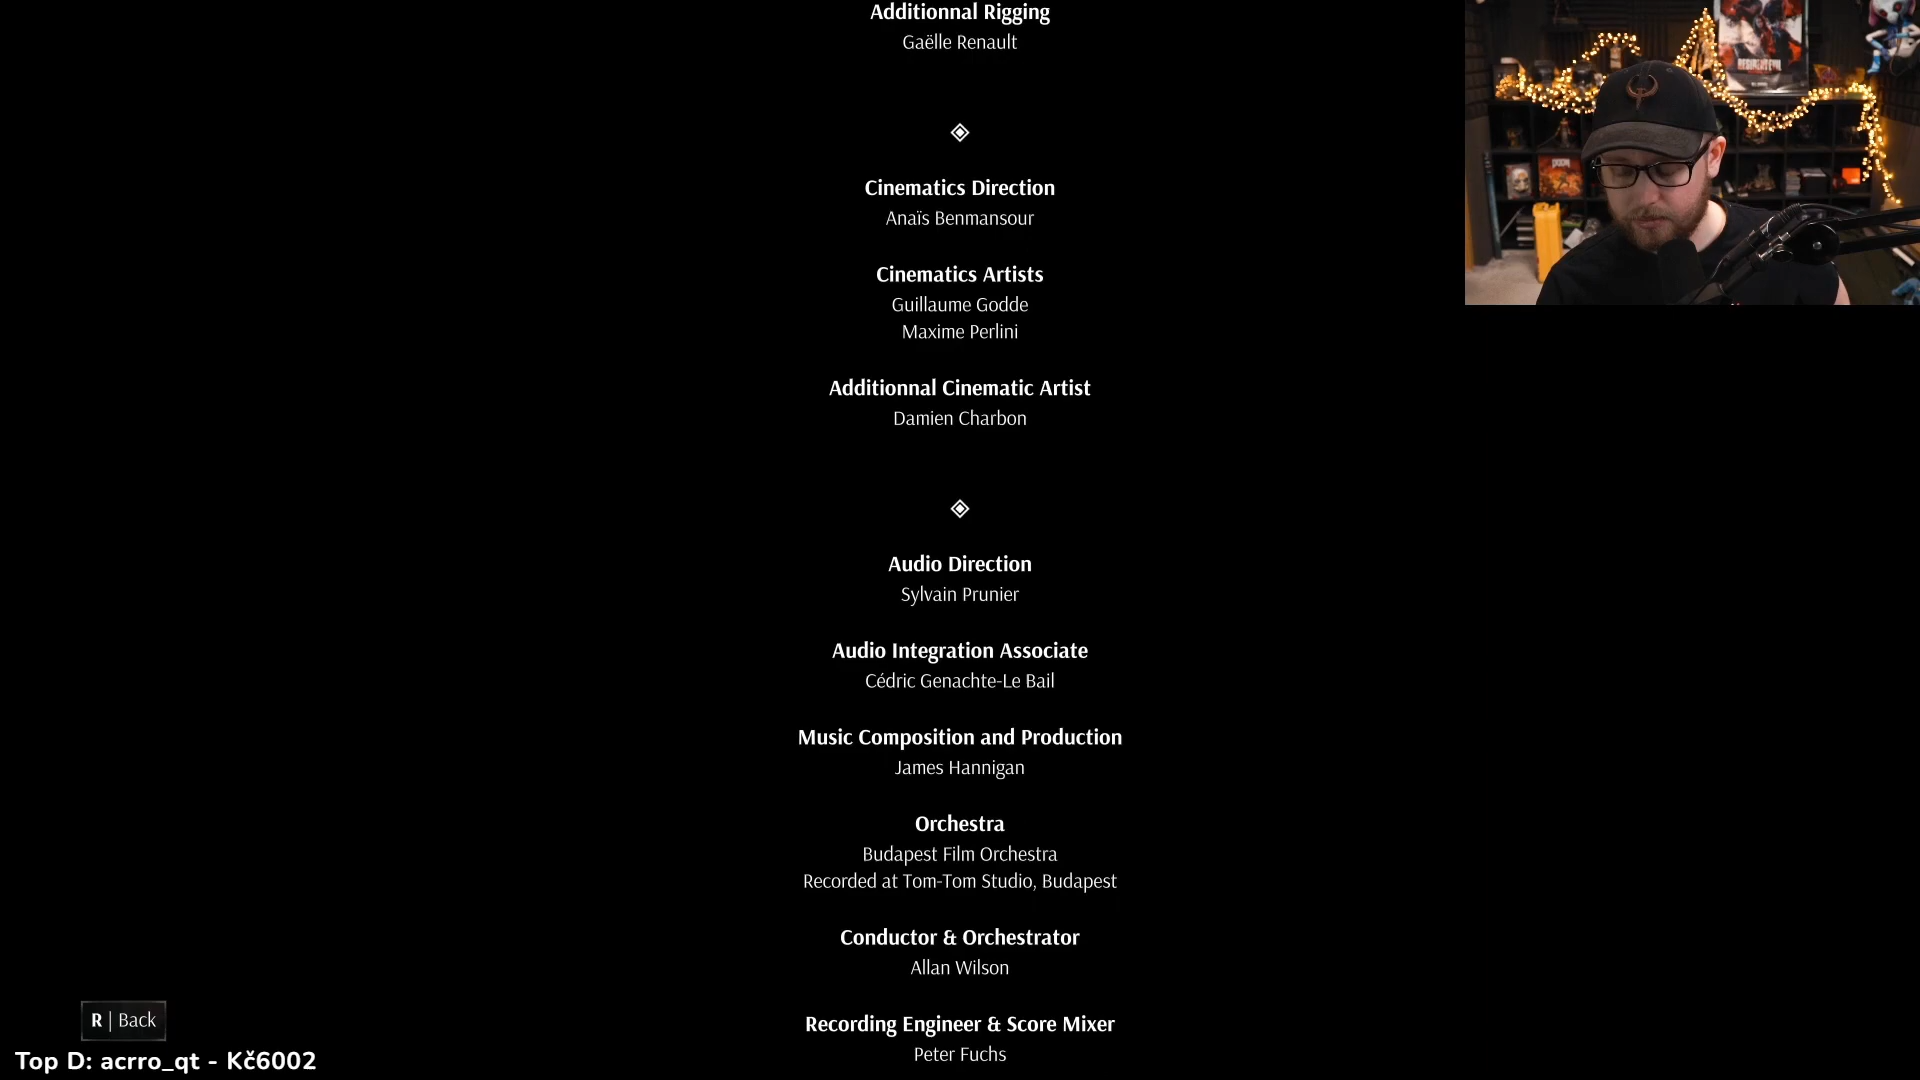 Additionnal Rigging
Gaëlle Renault
Cinematics Direction
Anaïs Benmansour
Cinematics Artists
Guillaume Godde
Maxime Perlini
Additionnal Cinematic Artist
Damien Charbon
Audio Direction
Sylvain Prunier
Audio Integration Associate
Cédric Genachte-Le Bail
Music Composition and Production
James Hannigan
Orchestra
Budapest Film Orchestra
Recorded at Tom-Tom Studio, Budapest
Conductor & Orchestrator
Allan Wilson
Recording Engineer & Score Mixer
Peter Fuchs
R | Back
Top D: acrro_qt - Kč6002
RESIDENT EVIL
DOOM